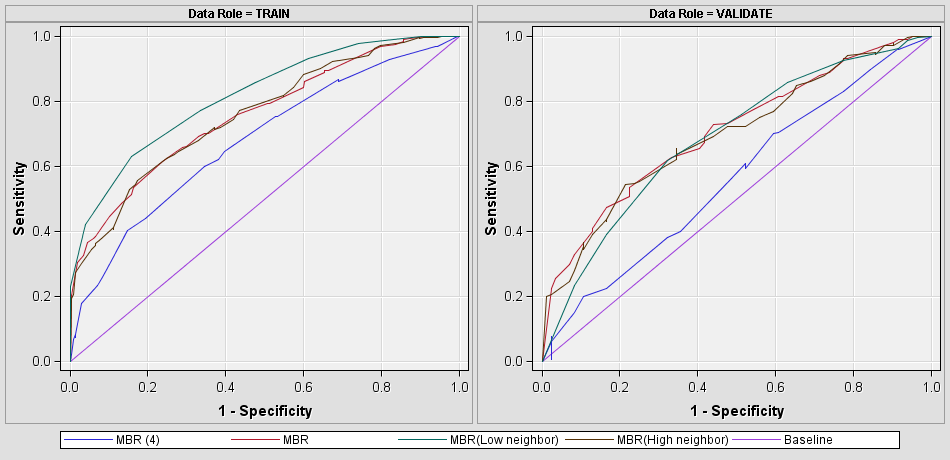 Data Role = TRAIN
Data Role = VALIDATE
Sensitivity
1.0
0.8
0.6
0.4
0.2
0.0
0.0 0.2 0.4 0.6 0.8 1.0
1 - Specificity
Sensitivity
1.0
0.8
0.6
0.4
0.2
0.0
0.0 0.2 0.4 0.6 0.8 1.0
1 - Specificity
MBR (4) MBR MBR(Low neighbor) MBR(High neighbor) Baseline